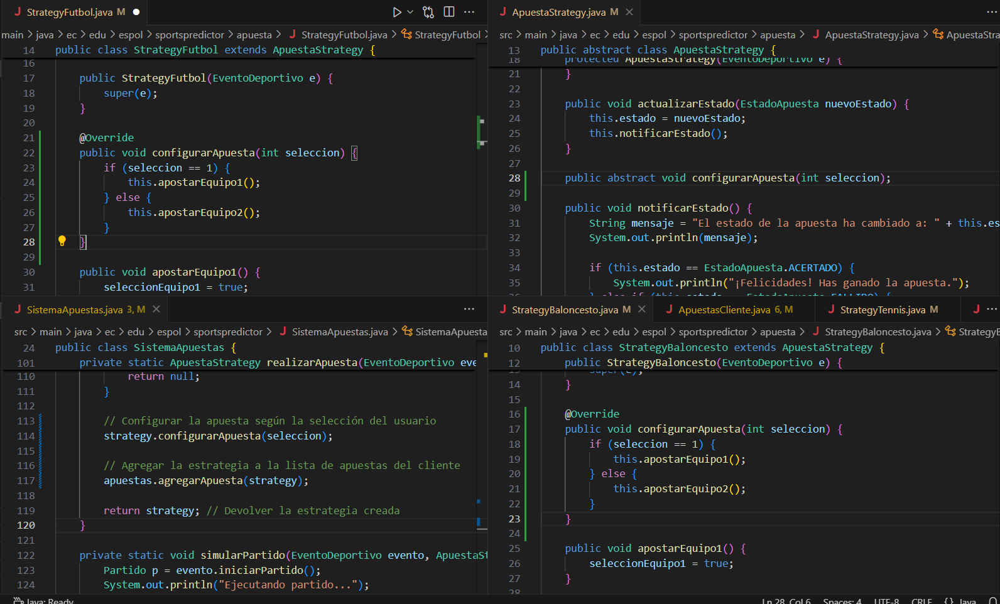 StrategyFutbol.java M
main > java > ec > edu > espol > sportspredictor > apuesta > J StrategyFutbol.java > StrategyFutbol >
14 public class StrategyFutbol extends ApuestaStrategy {
16
17 public StrategyFutbol(EventoDeportivo e) {
18 super(e);
19 }
20
21 @Override
22 public void configurarApuesta(int seleccion) {
23 if (seleccion == 1) {
24 this.apostarEquipo1();
25 } else {
26 this.apostarEquipo2();
27 }
28 }
29
30 public void apostarEquipo1() {
31 seleccionEquipo1 = true;
J ApuestaStrategy.java M
src > main > java > ec > edu > espol > sportspredictor > apuesta > J ApuestaStrategy.java > ApuestaStra
13 public abstract class ApuestaStrategy {
18 protected ApuestaStrategy(EventoDeportivo e) {
21 }
22
23 public void actualizarEstado(EstadoApuesta nuevoEstado) {
24 this.estado = nuevoEstado;
25 this.notificarEstado();
26 }
27
28 public abstract void configurarApuesta(int seleccion);
29
30 public void notificarEstado() {
31 String mensaje = "El estado de la apuesta ha cambiado a: " + this.es
32 System.out.println(mensaje);
33
34 if (this.estado == EstadoApuesta.ACERTADO) {
35 System.out.println("¡Felicidades! Has ganado la apuesta.");
J SistemaApuestas.java 3, M
src > main > java > ec > edu > espol > sportspredictor > J SistemaApuestas.java > SistemaApuesta
24 public class SistemaApuestas {
101 private static ApuestaStrategy realizarApuesta(EventoDeportivo eve
110 return null;
111 }
112
113 // Configurar la apuesta según la selección del usuario
114 strategy.configurarApuesta(seleccion);
115
116 // Agregar la estrategia a la lista de apuestas del cliente
117 apuestas.agregarApuesta(strategy);
118
119 return strategy; // Devolver la estrategia creada
120 }
121
122 private static void simularPartido(EventoDeportivo evento, ApuestaSt
123 Partido p = evento.iniciarPartido();
124 System.out.println("Ejecutando partido...");
J StrategyBaloncesto.java M J ApuestasCliente.java 6, M J StrategyTennis.java M J
src > main > java > ec > edu > espol > sportspredictor > apuesta > J StrategyBaloncesto.java > StrategyB
10 public class StrategyBaloncesto extends ApuestaStrategy {
12 public StrategyBaloncesto(EventoDeportivo e) {
13 super(e);
14 }
15
16 @Override
17 public void configurarApuesta(int seleccion) {
18 if (seleccion == 1) {
19 this.apostarEquipo1();
20 } else {
21 this.apostarEquipo2();
22 }
23 }
24
25 public void apostarEquipo1() {
26 seleccionEquipo1 = true;
27 }
28
Java: Ready Ln 28, Col 6 Spaces: 4 UTF-8 CRLF {} Java